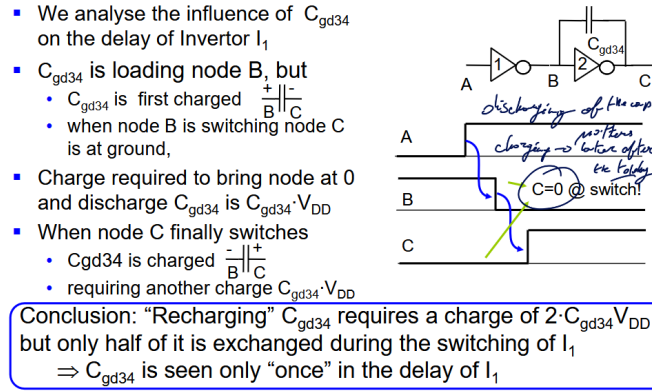 We analyse the influence of C_gd34
on the delay of Invertor I_1
C_gd34 is loading node B, but
C_gd34 is first charged + - B C
when node B is switching node C
is at ground,
Charge required to bring node at 0
and discharge C_gd34 is C_gd34·V_DD
When node C finally switches
Cgd34 is charged - + B C
requiring another charge C_gd34·V_DD
1 2 C_gd34
A B C
discharging of the cap
A
matters
charging → later after
the
B
C=0 @ switch!
C
Conclusion: “Recharging” C_gd34 requires a charge of 2·C_gd34V_DD
but only half of it is exchanged during the switching of I_1
⇒ C_gd34 is seen only “once” in the delay of I_1